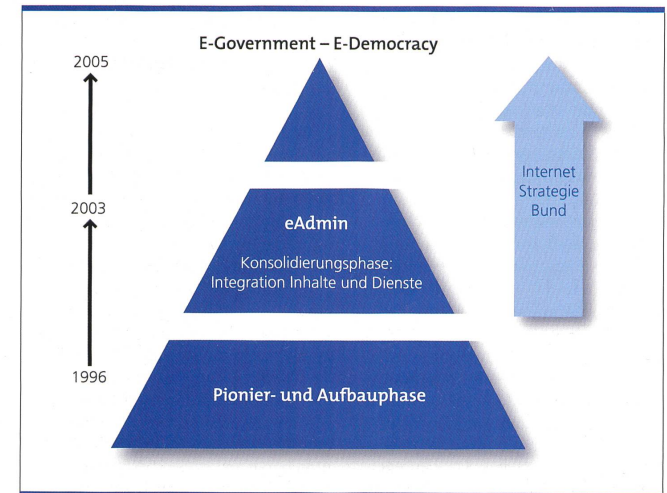 E-Government – E-Democracy
2005
Internet
Strategie
Bund
2003
eAdmin
Konsolidierungsphase:
Integration Inhalte und Dienste
1996
Pionier- und Aufbauphase